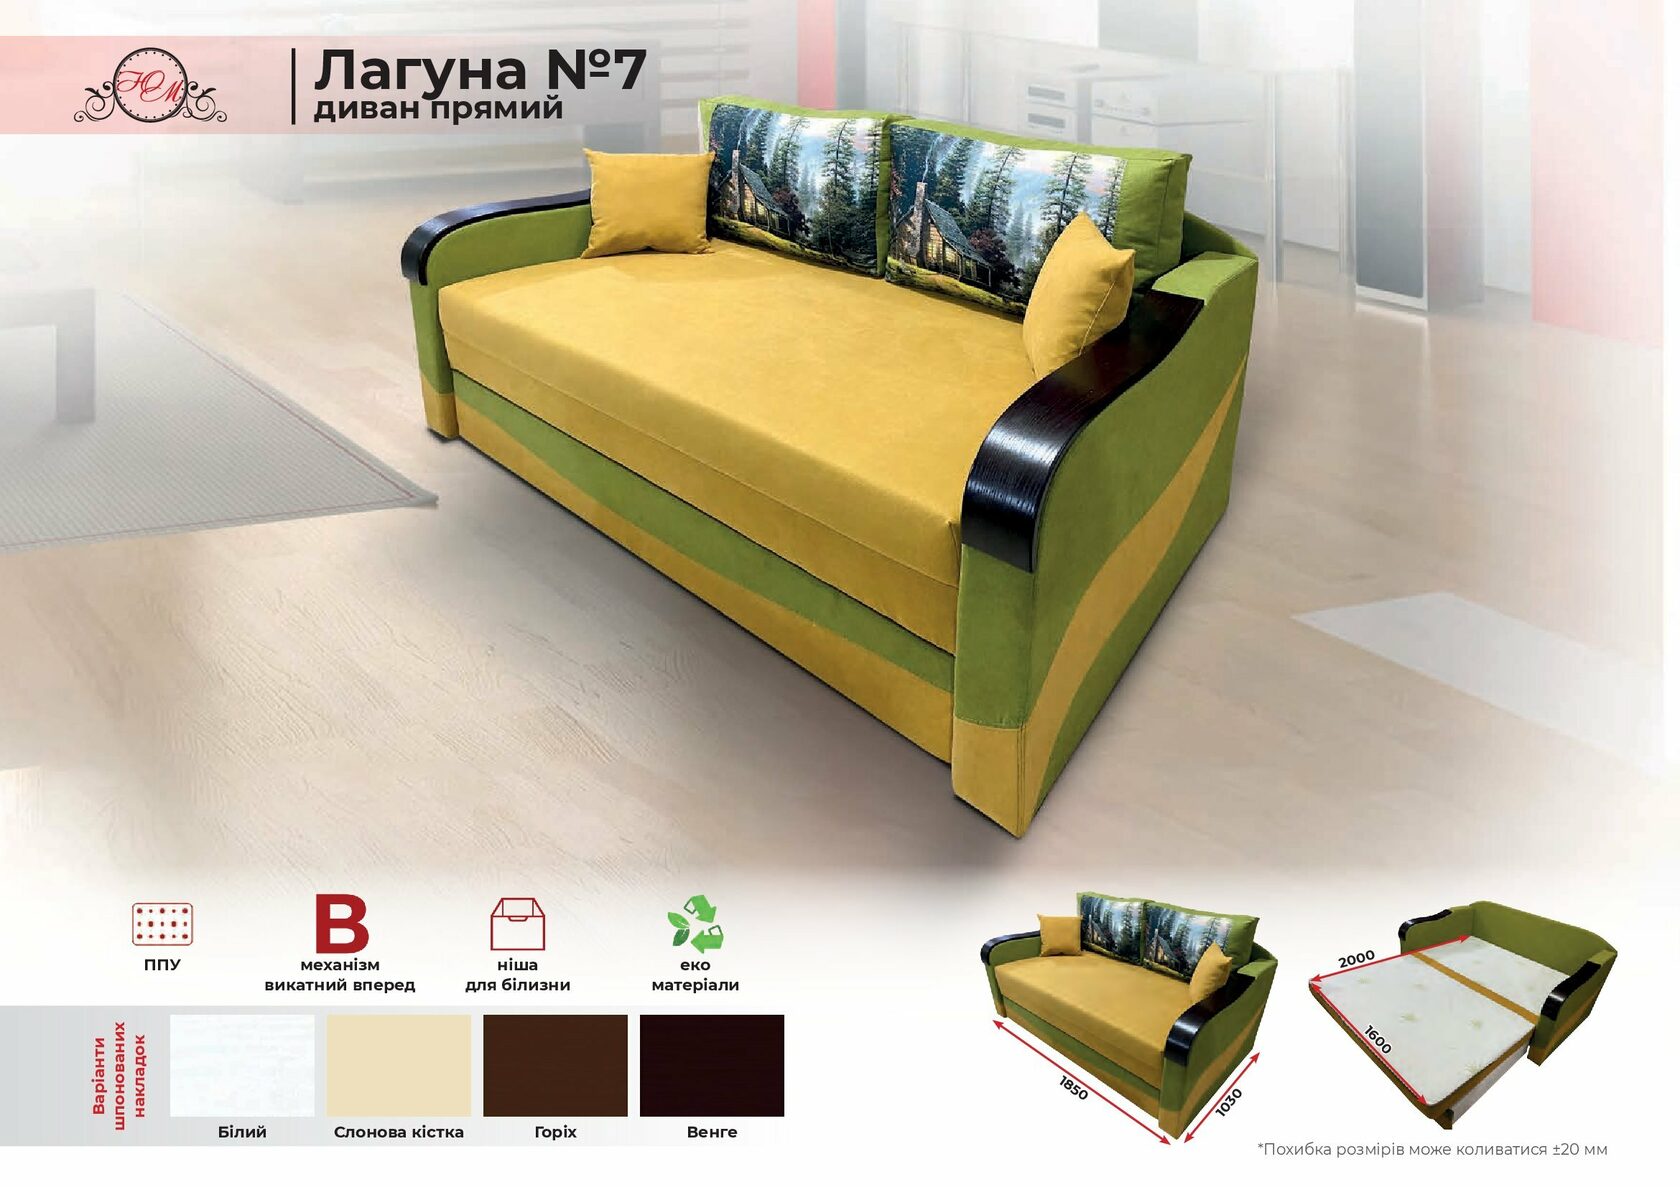 ЮМ
Лагуна №7
диван прямий
ППУ
В
механізм
викатний вперед
ніша
для білизни
еко
матеріали
Варіанти
шпонованих
накладок
Білий
Слонова кістка
Горіх
Венге
1850
1030
2000
1600
*Похибка розмірів може коливатися ±20 мм